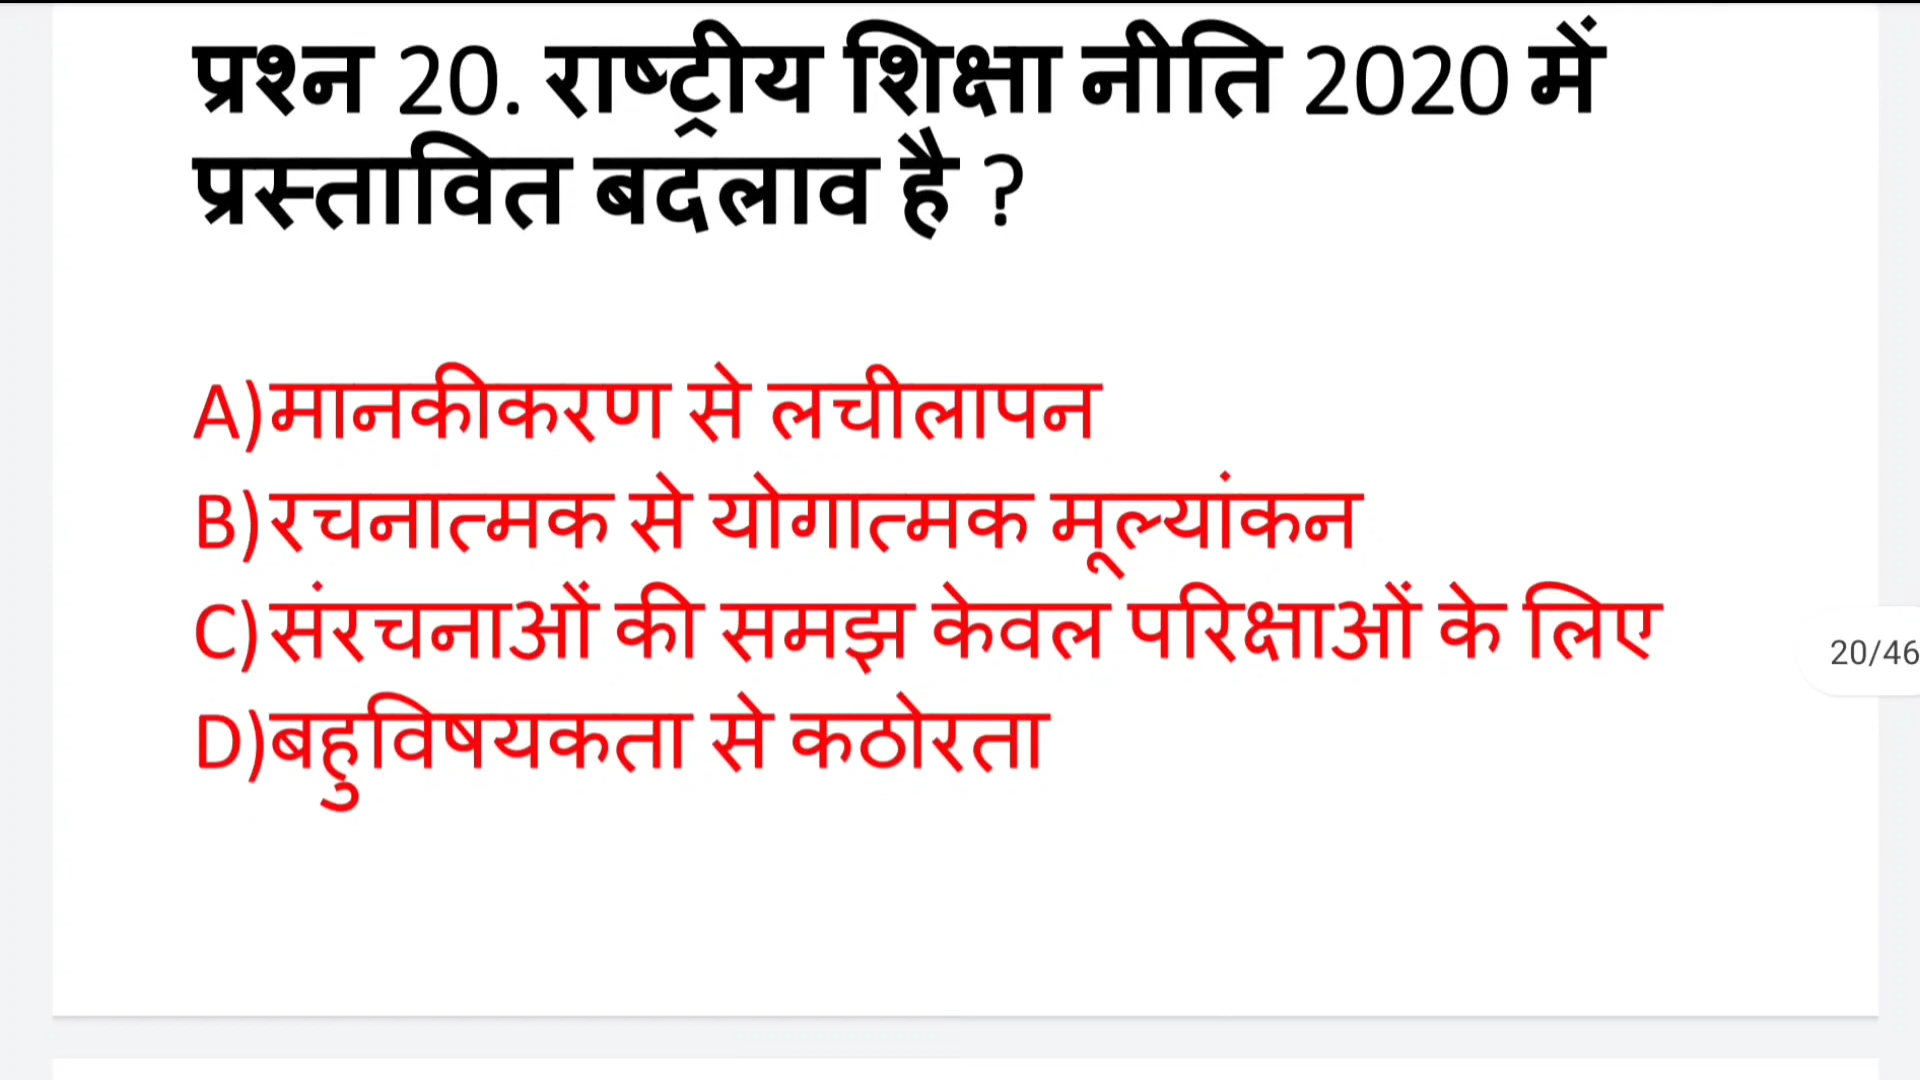 प्रश्न 20. राष्ट्रीय शिक्षा नीति 2020 में
प्रस्तावित बदलाव है ?
A)मानकीकरण से लचीलापन
B)रचनात्मक से योगात्मक मूल्यांकन
C)संरचनाओं की समझ केवल परिक्षाओं के लिए
D)बहुविषयकता से कठोरता
20/46